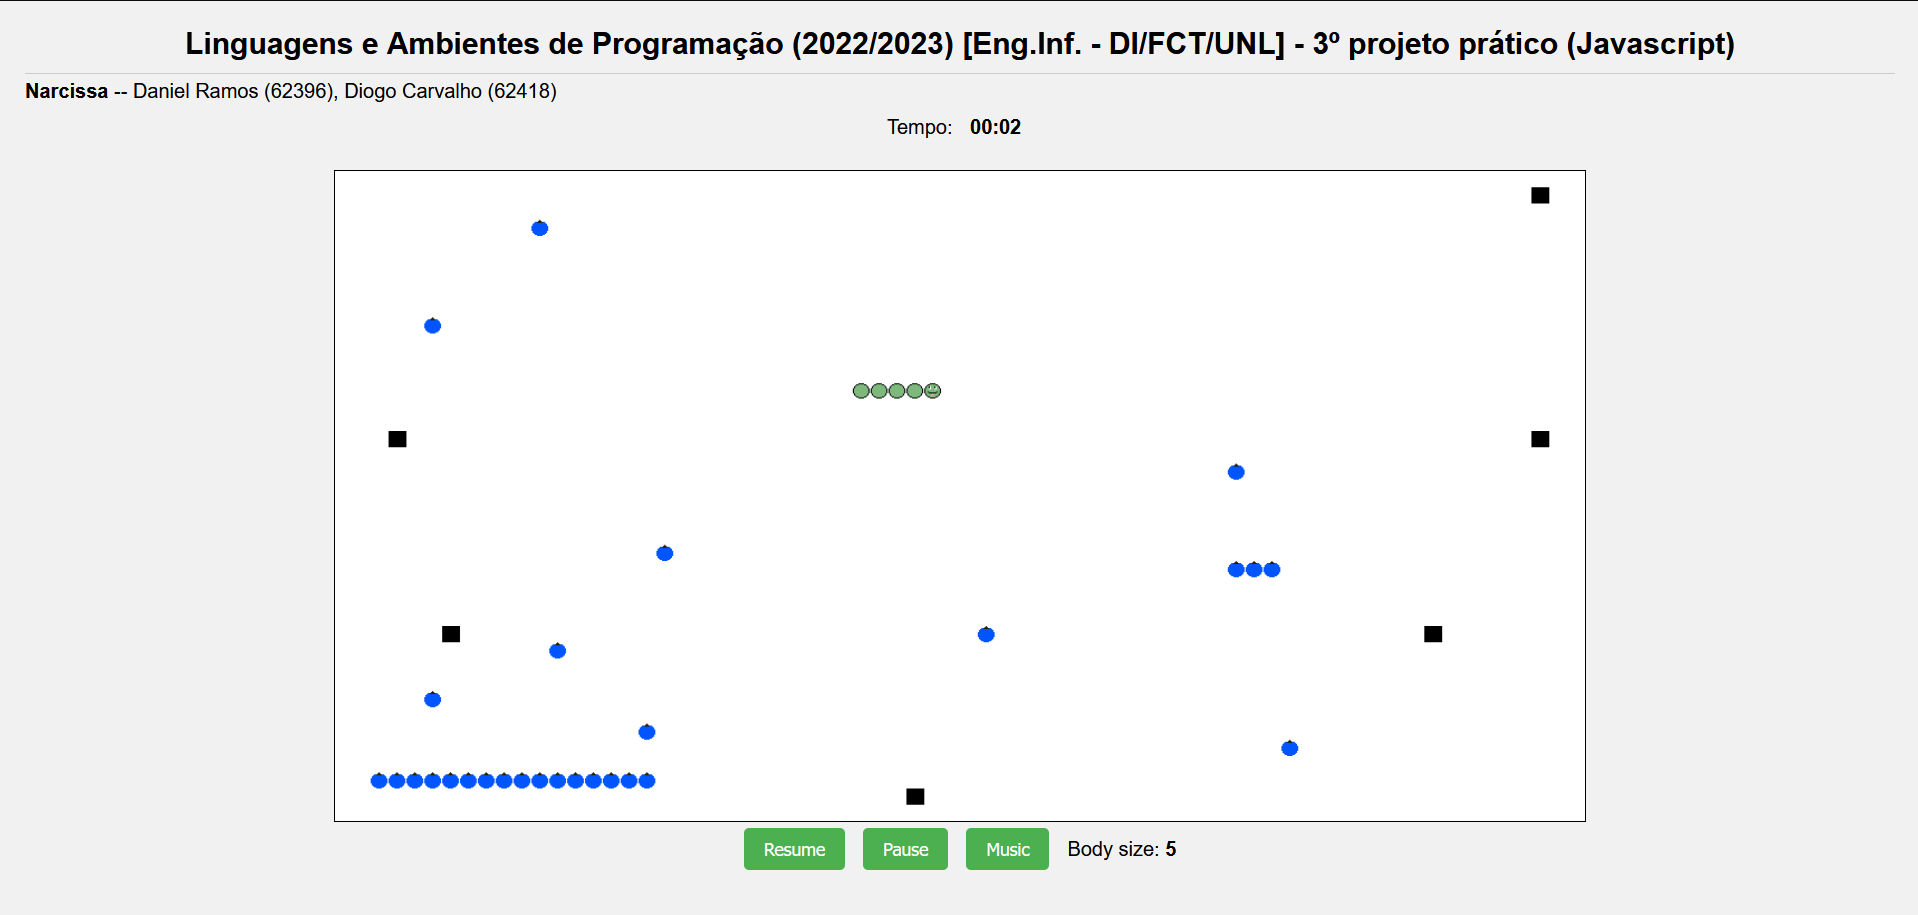 Linguagens e Ambientes de Programação (2022/2023) [Eng.Inf. - DI/FCT/UNL] - 3º projeto prático (Javascript)
Narcissa -- Daniel Ramos (62396), Diogo Carvalho (62418)
Tempo: 00:02
Resume Pause Music Body size: 5